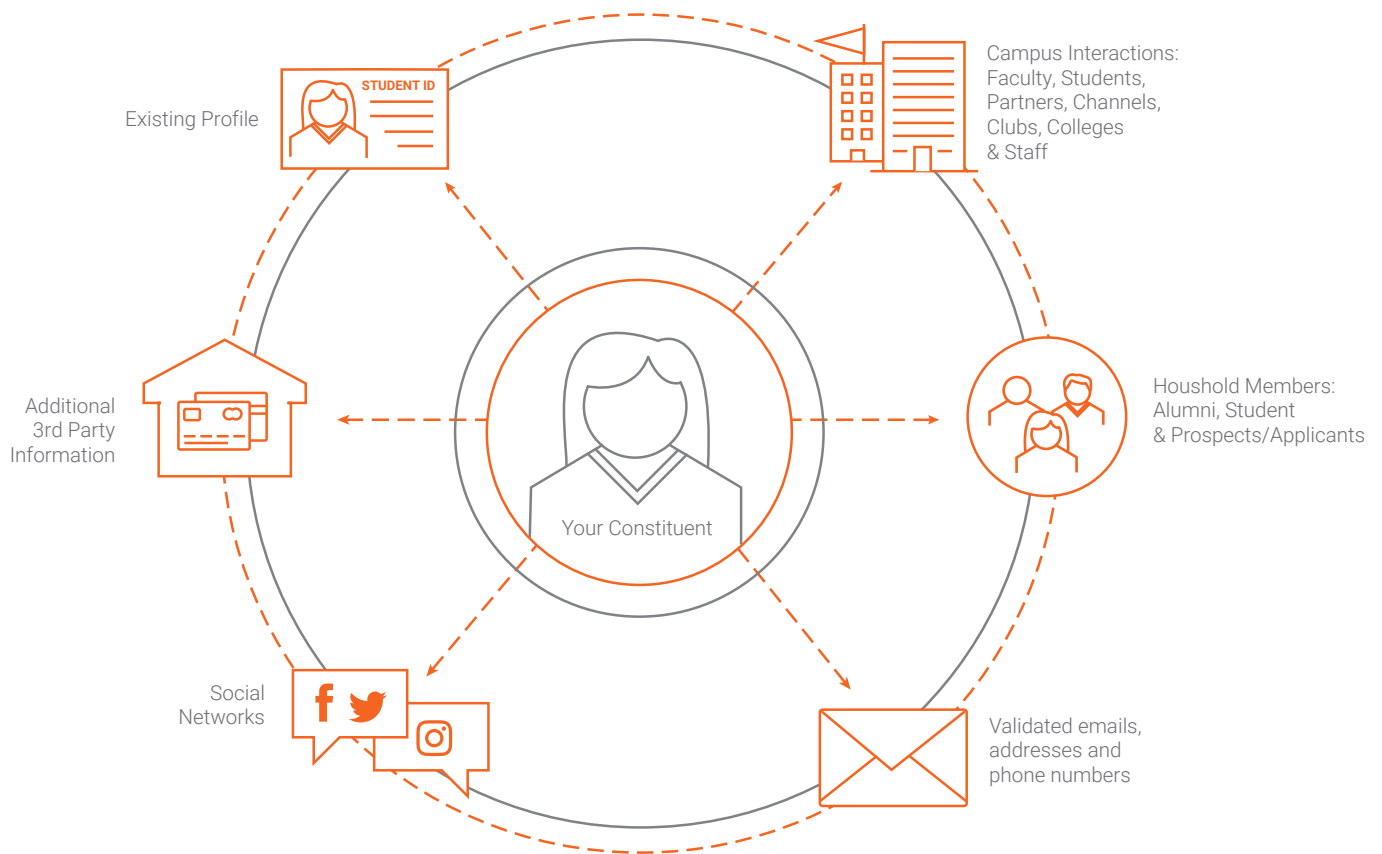 STUDENT ID
Existing Profile
Campus Interactions:
Faculty, Students,
Partners, Channels,
Clubs, Colleges
& Staff
Additional
3rd Party
Information
Your Constituent
Houshold Members:
Alumni, Student
& Prospects/Applicants
Social
Networks
Validated emails,
addresses and
phone numbers